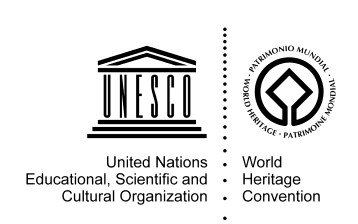 UNESCO
United Nations
Educational, Scientific and
Cultural Organization
WORLD HERITAGE · PATRIMONIO MUNDIAL · PATRIMOINE MONDIAL ·
World
Heritage
Convention